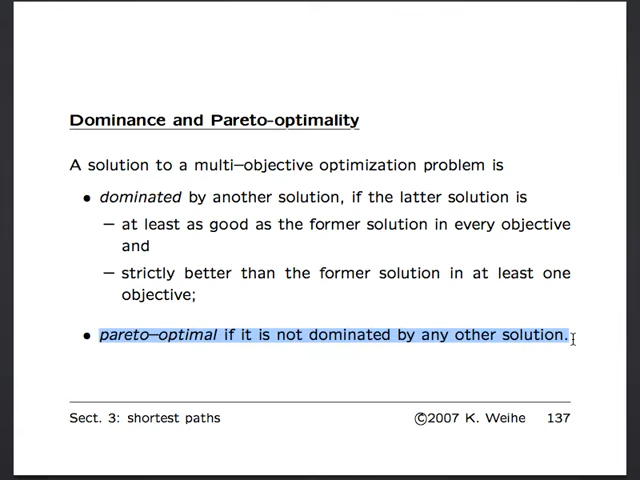 Dominance and Pareto-optimality
A solution to a multi–objective optimization problem is
• dominated by another solution, if the latter solution is
– at least as good as the former solution in every objective
and
– strictly better than the former solution in at least one
objective;
• pareto–optimal if it is not dominated by any other solution.
Sect. 3: shortest paths ©2007 K. Weihe 137